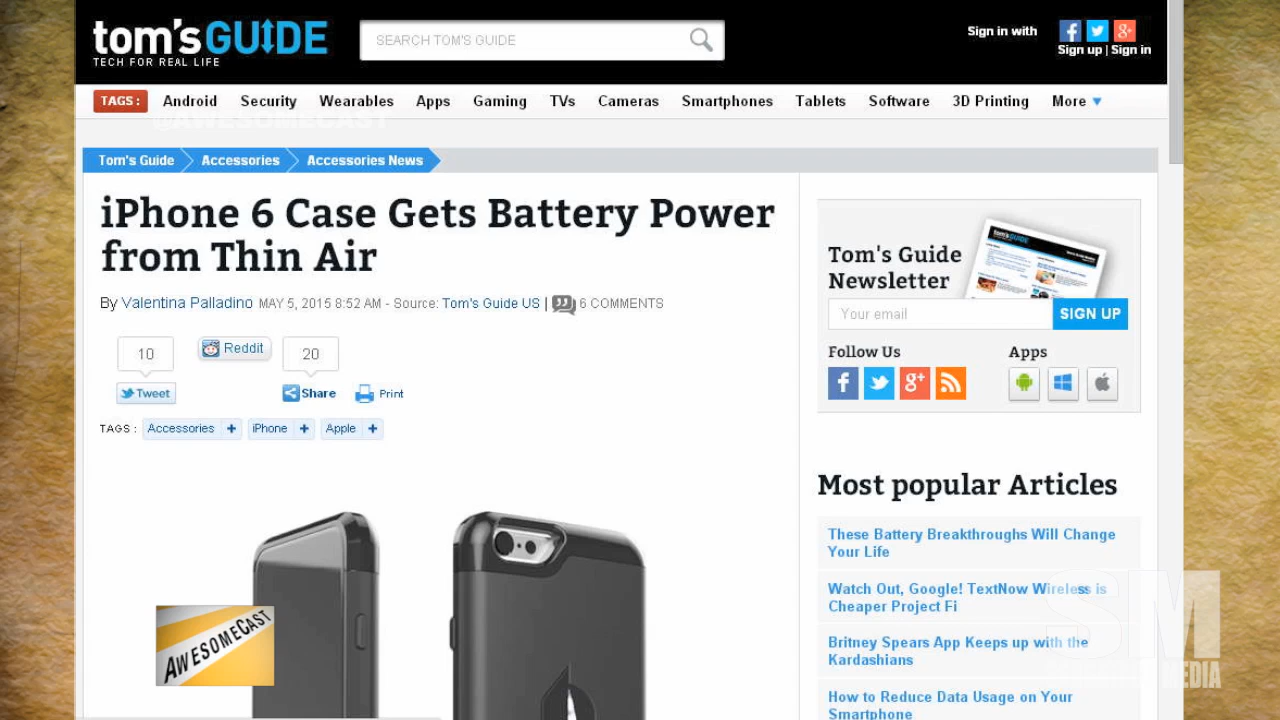 tom's GUIDE
TECH FOR REAL LIFE
SEARCH TOM'S GUIDE
Sign in with
Sign up | Sign in
TAGS : Android Security Wearables Apps Gaming TVs Cameras Smartphones Tablets Software 3D Printing More
@AWESOMECAST
Tom's Guide Accessories Accessories News
iPhone 6 Case Gets Battery Power
from Thin Air
By Valentina Palladino MAY 5, 2015 8:52 AM - Source: Tom's Guide US | 6 COMMENTS
10
Reddit
20
Tweet
Share
Print
TAGS : Accessories + iPhone + Apple +
AWESOMECAST
tom's GUIDE
Tom's Guide
Newsletter
Your email
SIGN UP
Follow Us
Apps
Most popular Articles
These Battery Breakthroughs Will Change
Your Life
Watch Out, Google! TextNow Wireless is
Cheaper Project Fi
Britney Spears App Keeps up with the
Kardashians
How to Reduce Data Usage on Your
Smartphone
SM
MEDIA